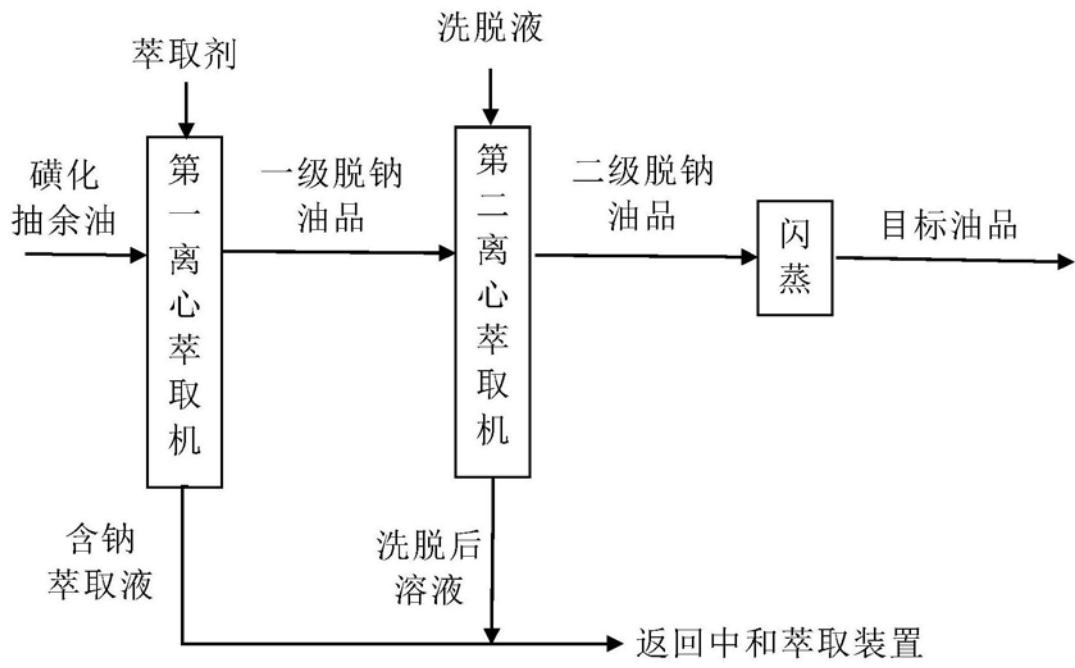 萃取剂
洗脱液
磺化
抽余油
第一离心萃取机
一级脱钠
油品
第二离心萃取机
二级脱钠
油品
闪蒸
目标油品
含钠
萃取液
洗脱后
溶液
返回中和萃取装置